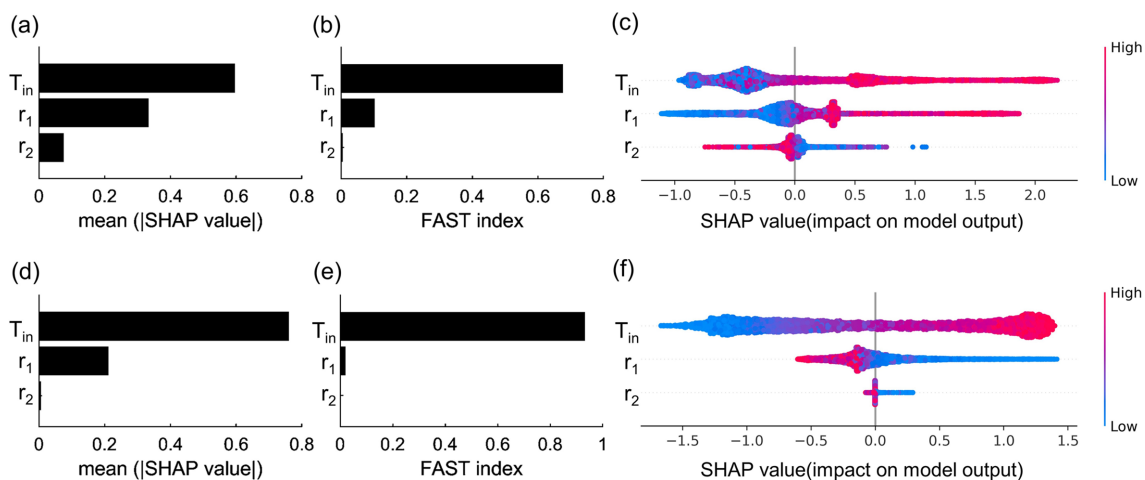 (a)
T_in
r_1
r_2
0 0.2 0.4 0.6 0.8
mean (|SHAP value|)
(b)
T_in
r_1
r_2
0 0.2 0.4 0.6 0.8
FAST index
(c)
T_in
r_1
r_2
-1.0 -0.5 0.0 0.5 1.0 1.5 2.0
SHAP value(impact on model output)
High
Low
(d)
T_in
r_1
r_2
0 0.2 0.4 0.6 0.8
mean (|SHAP value|)
(e)
T_in
r_1
r_2
0 0.2 0.4 0.6 0.8 1
FAST index
(f)
T_in
r_1
r_2
−1.5 −1.0 −0.5 0.0 0.5 1.0 1.5
SHAP value(impact on model output)
High
Low